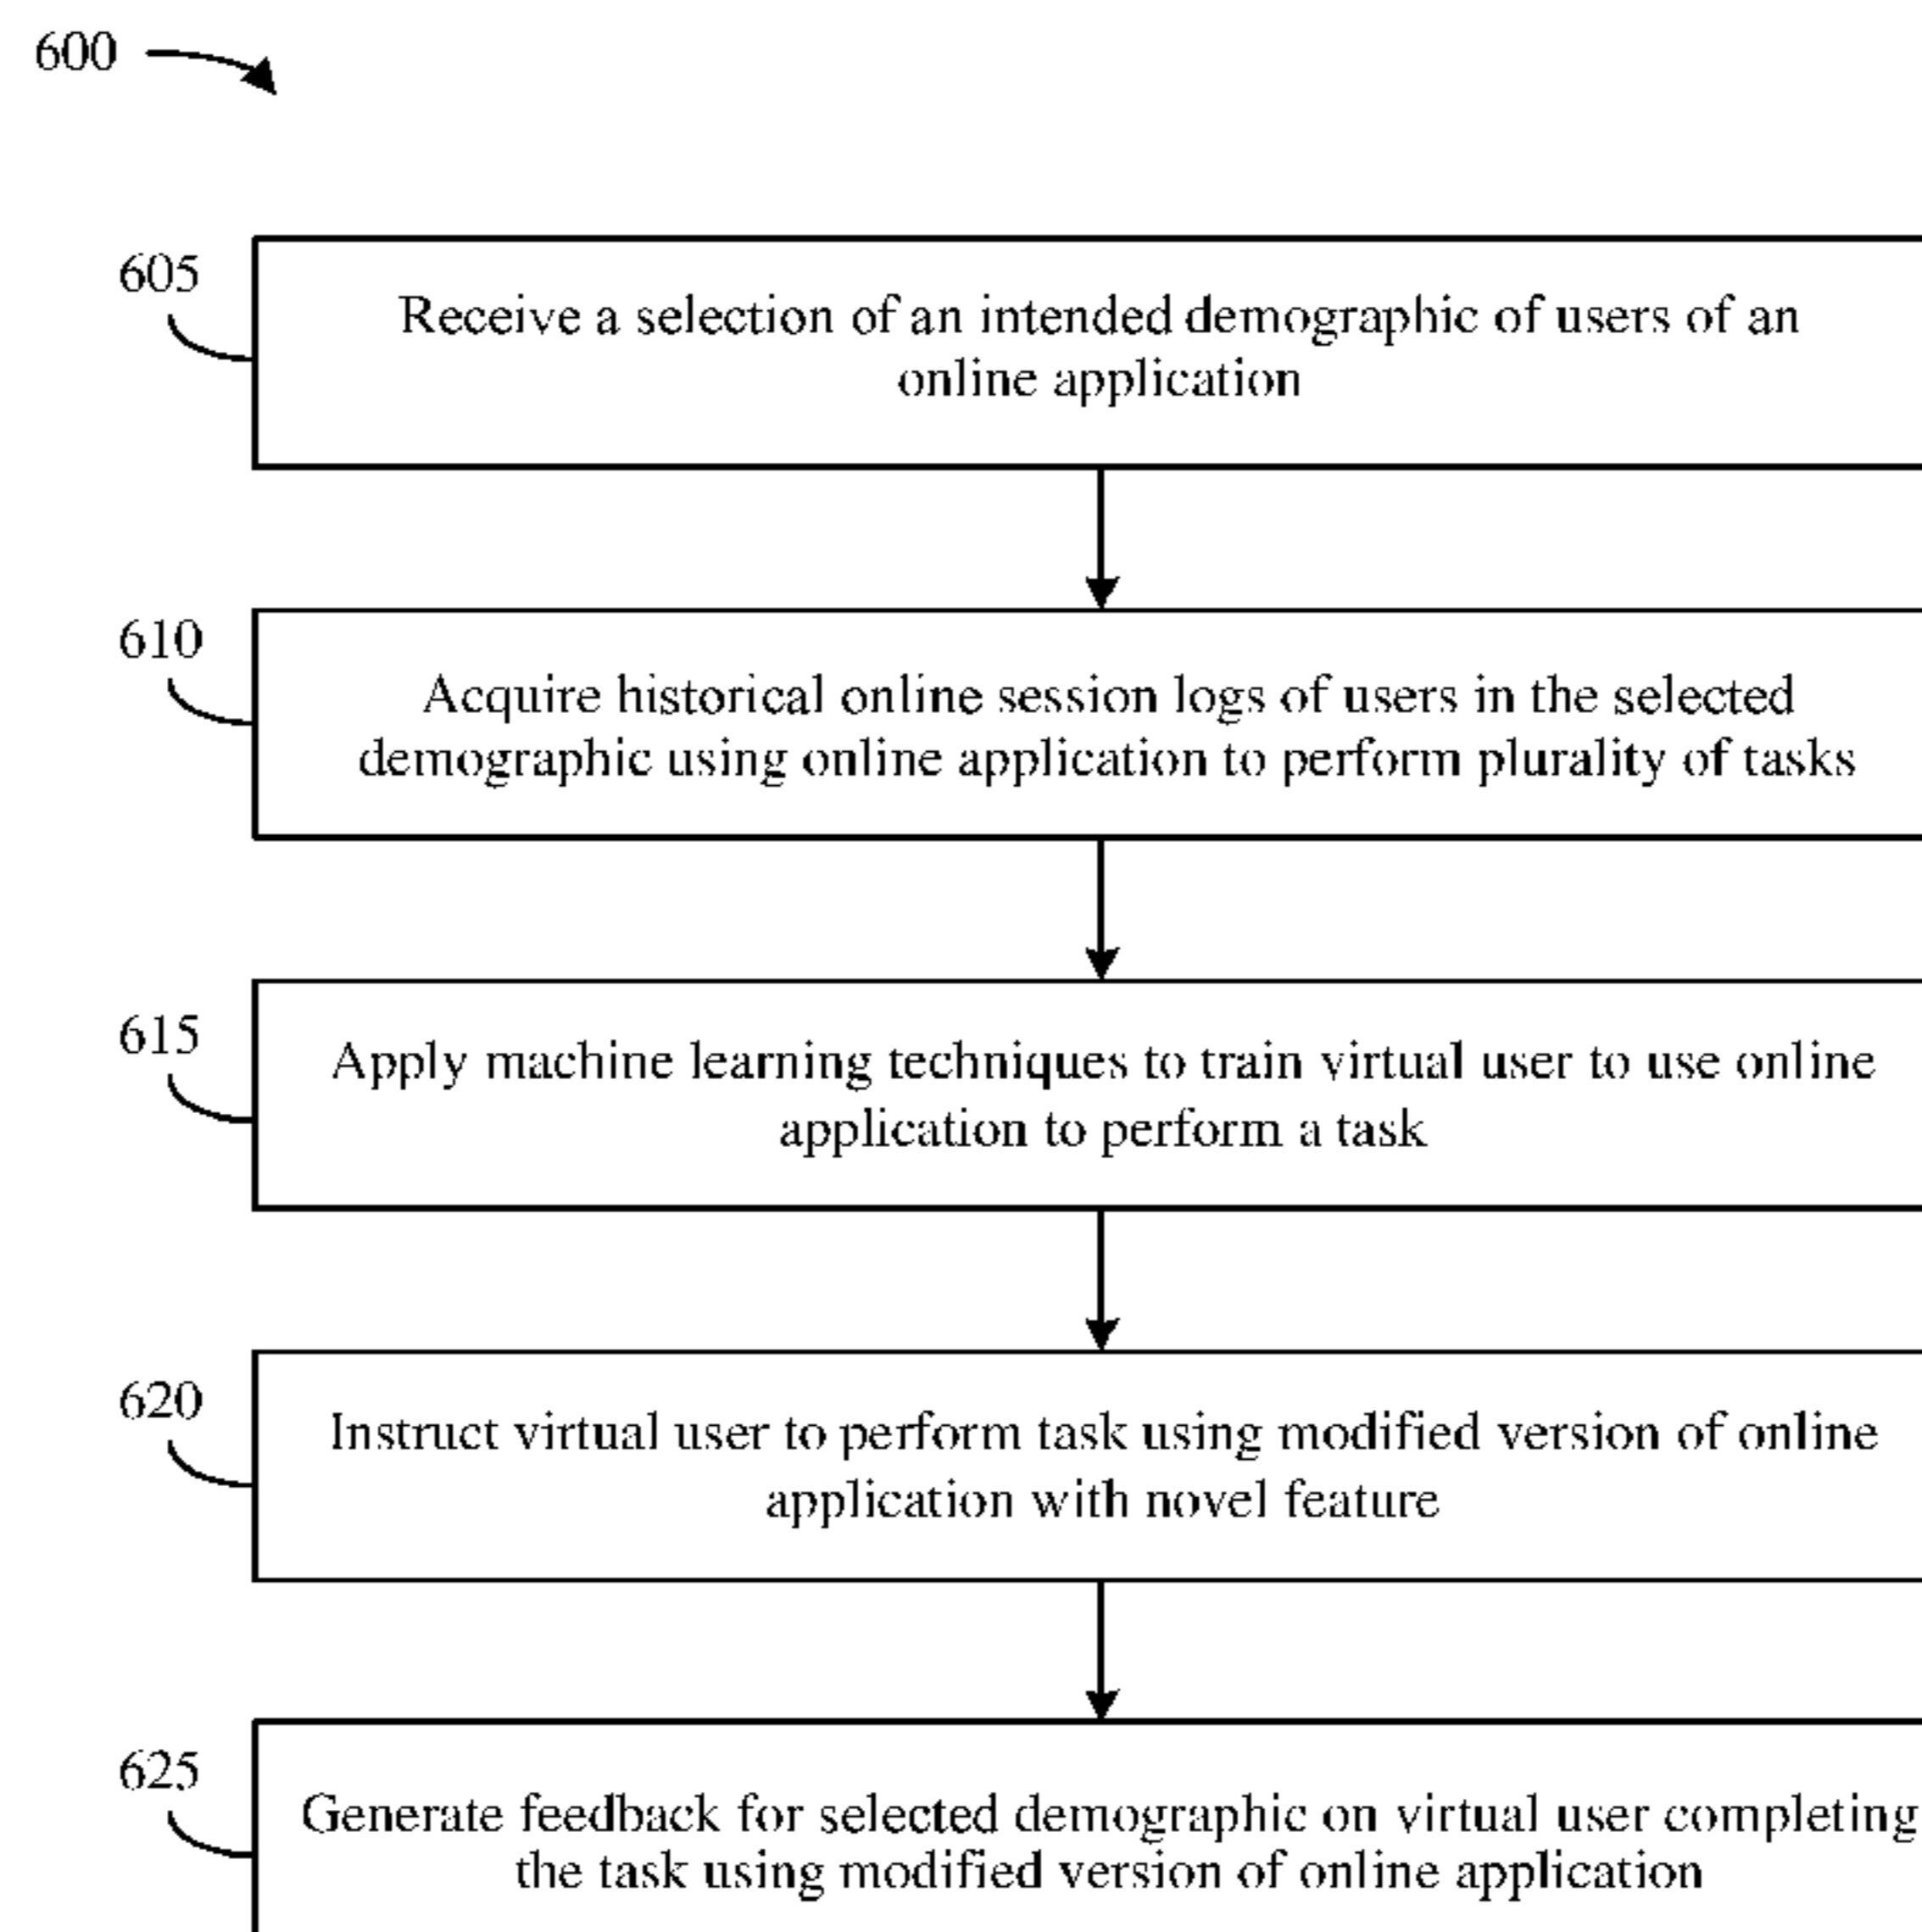 600
605
Receive a selection of an intended demographic of users of an
online application
610
Acquire historical online session logs of users in the selected
demographic using online application to perform plurality of tasks
615
Apply machine learning techniques to train virtual user to use online
application to perform a task
620
Instruct virtual user to perform task using modified version of online
application with novel feature
625
Generate feedback for selected demographic on virtual user completing
the task using modified version of online application